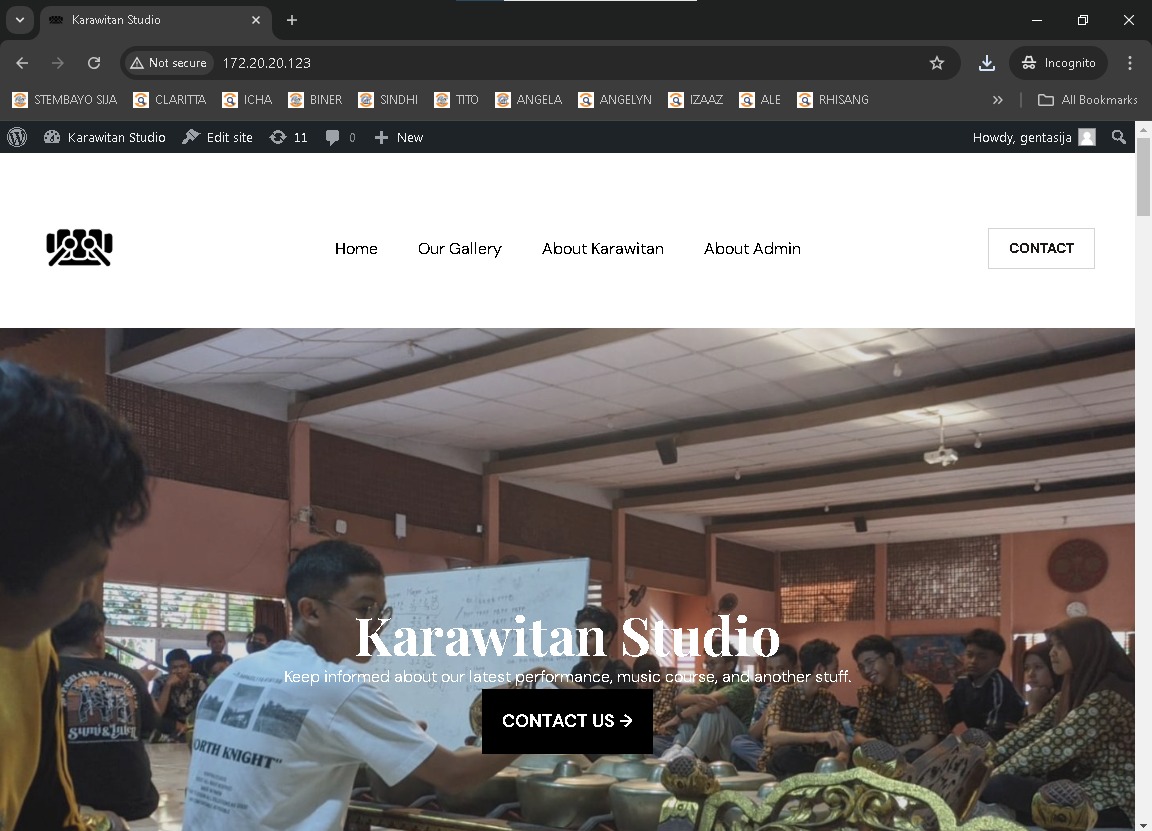 Karawitan Studio
Not secure 172.20.20.123 Incognito
STEMBAYO SIJA CLARITTA ICHA BINER SINDHI TITO ANGELA ANGELYN IZAAZ ALE RHISANG » All Bookmarks
Karawitan Studio Edit site 11 0 New Howdy, gentasija
Home Our Gallery About Karawitan About Admin CONTACT
Karawitan Studio
Keep informed about our latest performance, music course, and another stuff.
CONTACT US →
ORTH KNIGHT"